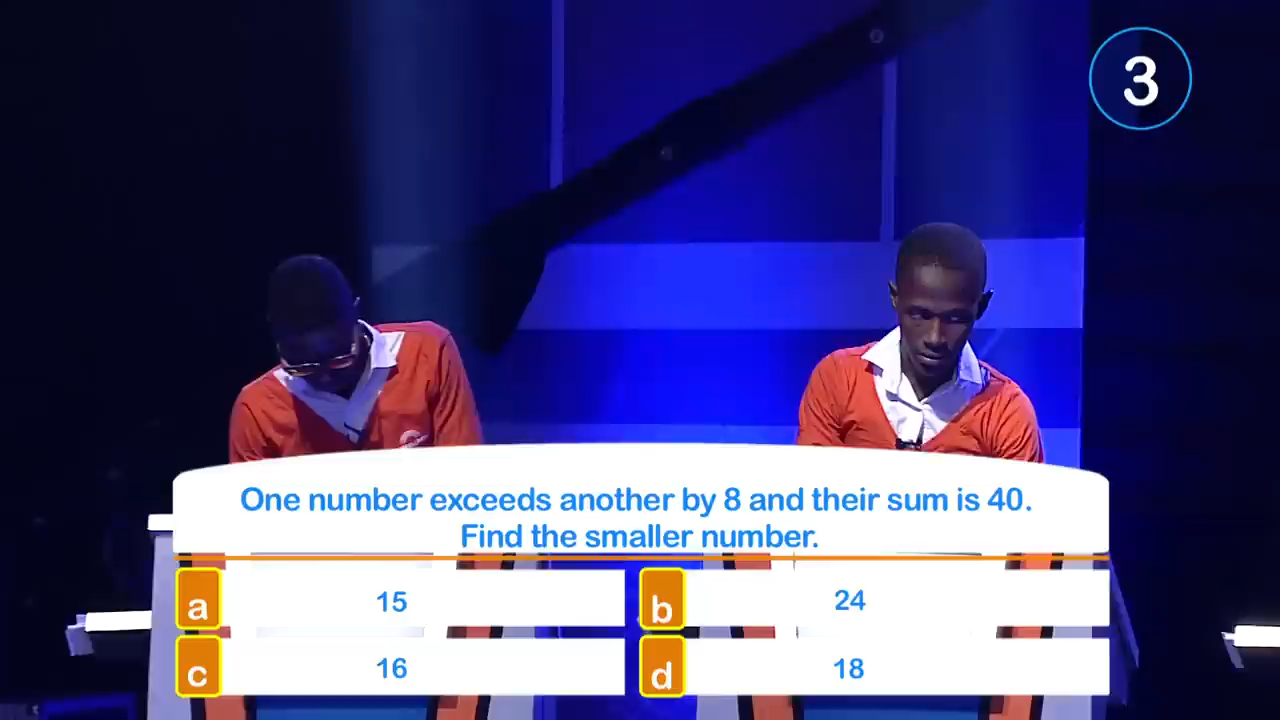 3
One number exceeds another by 8 and their sum is 40.
Find the smaller number.
a 15
b 24
c 16
d 18